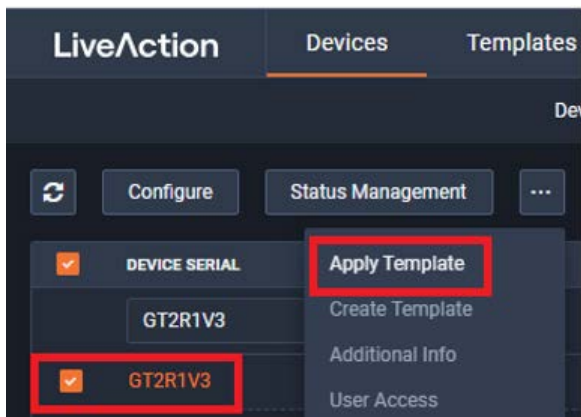 LiveAction Devices Templates
Dev
Configure Status Management ...
DEVICE SERIAL Apply Template
GT2R1V3 Create Template
Additional Info
GT2R1V3
User Access